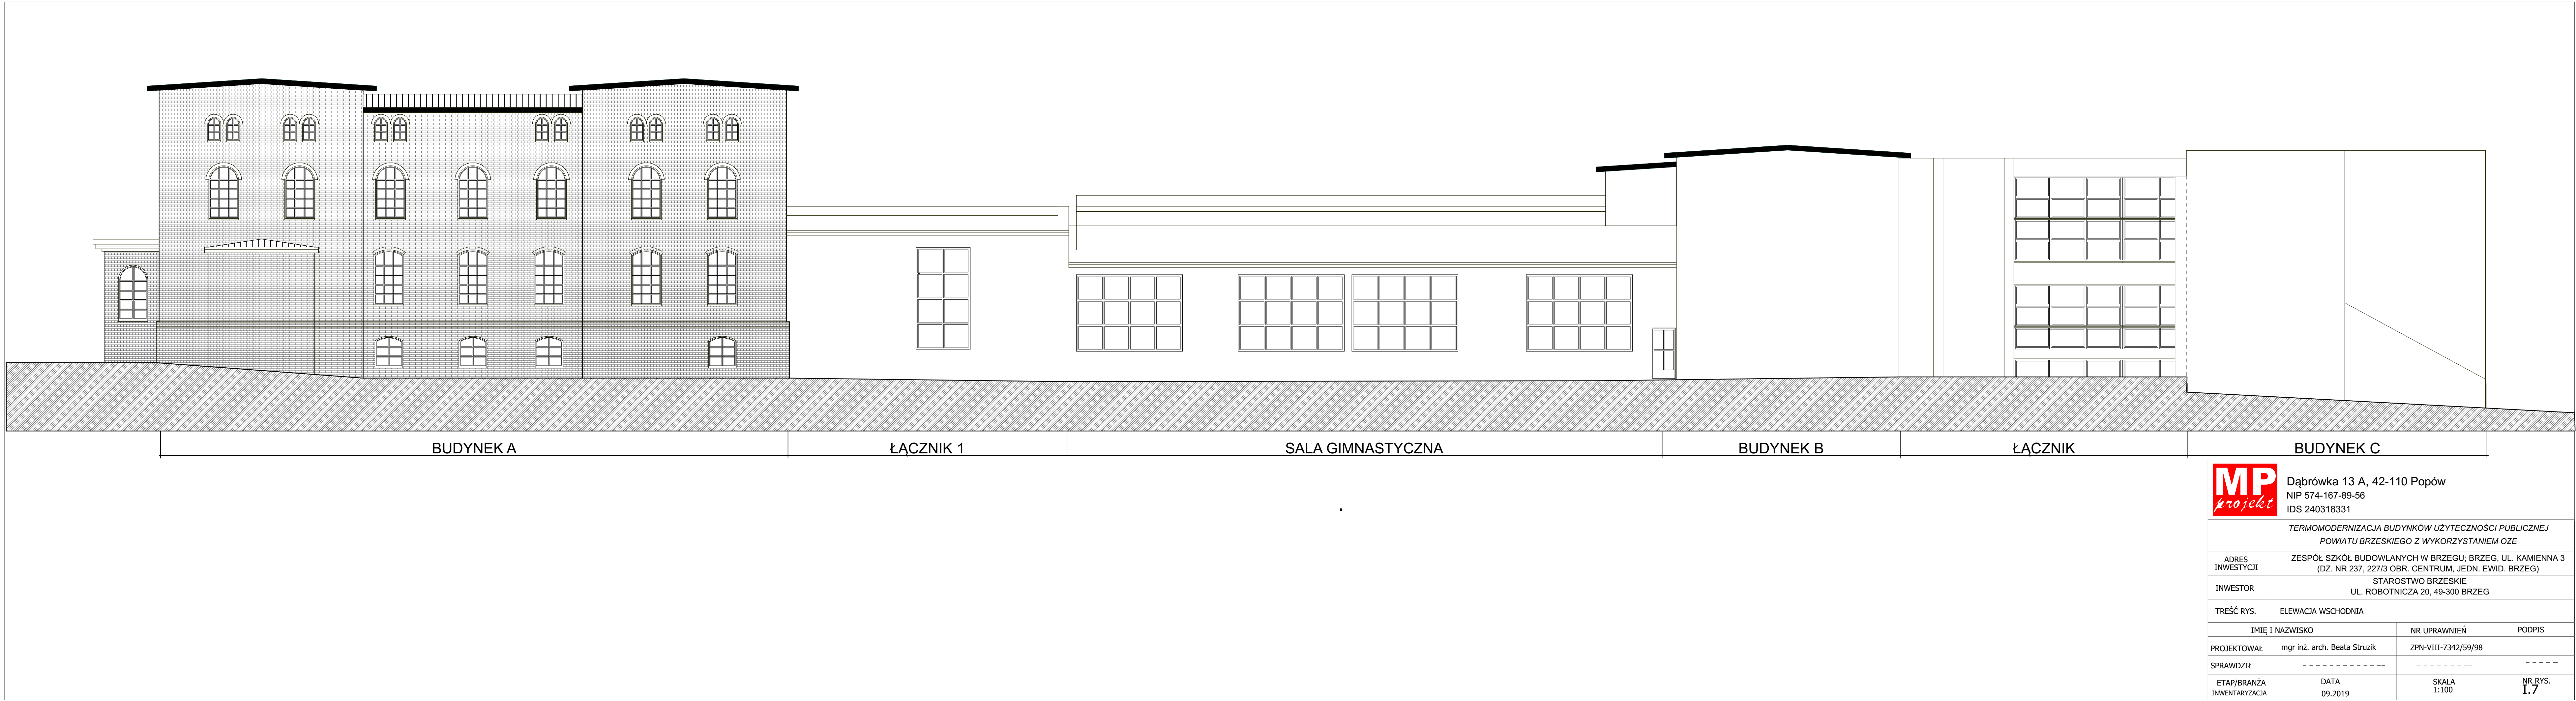 BUDYNEK A
ŁĄCZNIK 1
SALA GIMNASTYCZNA
BUDYNEK B
ŁĄCZNIK
BUDYNEK C
MP
projekt
Dąbrówka 13 A, 42-110 Popów
NIP 574-167-89-56
IDS 240318331
TERMOMODERNIZACJA BUDYNKÓW UŻYTECZNOŚCI PUBLICZNEJ
POWIATU BRZESKIEGO Z WYKORZYSTANIEM OZE
ADRES
INWESTYCJI
ZESPÓŁ SZKÓŁ BUDOWLANYCH W BRZEGU; BRZEG, UL. KAMIENNA 3
(DZ. NR 237, 227/3 OBR. CENTRUM, JEDN. EWID. BRZEG)
INWESTOR
STAROSTWO BRZESKIE
UL. ROBOTNICZA 20, 49-300 BRZEG
TREŚĆ RYS.
ELEWACJA WSCHODNIA
IMIĘ I NAZWISKO
NR UPRAWNIEŃ
PODPIS
PROJEKTOWAŁ
mgr inż. arch. Beata Struzik
ZPN-VIII-7342/59/98
SPRAWDZIŁ
ETAP/BRANŻA
INWENTARYZACJA
DATA
09.2019
SKALA
1:100
NR RYS.
I.7